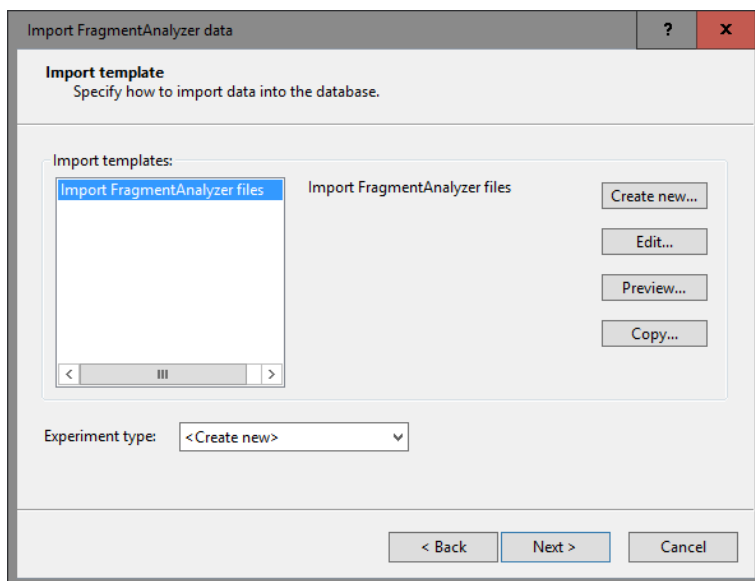 Import FragmentAnalyzer data
?
x
Import template
Specify how to import data into the database.
Import templates:
Import FragmentAnalyzer files
Import FragmentAnalyzer files
Create new...
Edit...
Preview...
Copy...
Experiment type:
<Create new>
< Back
Next >
Cancel